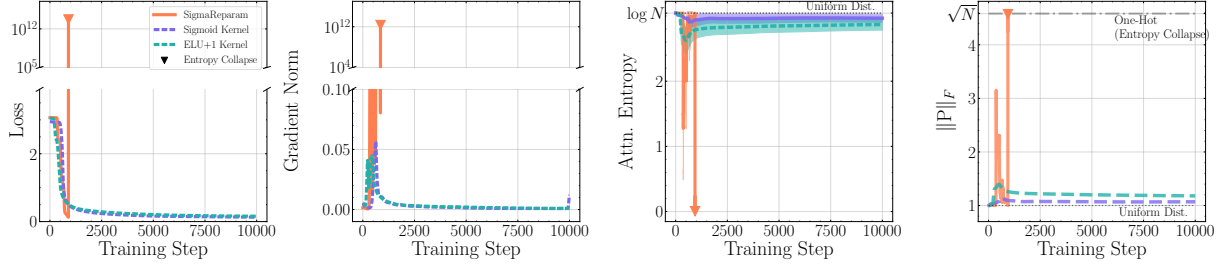 SigmaReparam
Sigmoid Kernel
ELU+1 Kernel
Entropy Collapse
10^12
10^5
2
0
Loss
0 2500 5000 7500 10000
Training Step
10^12
10^4
0.10
0.05
0.00
Gradient Norm
0 2500 5000 7500 10000
Training Step
log N
Uniform Dist.
2
1
0
Attn. Entropy
0 2500 5000 7500 10000
Training Step
√N
One-Hot
(Entropy Collapse)
4
3
2
1
||P||_F
Uniform Dist.
0 2500 5000 7500 10000
Training Step